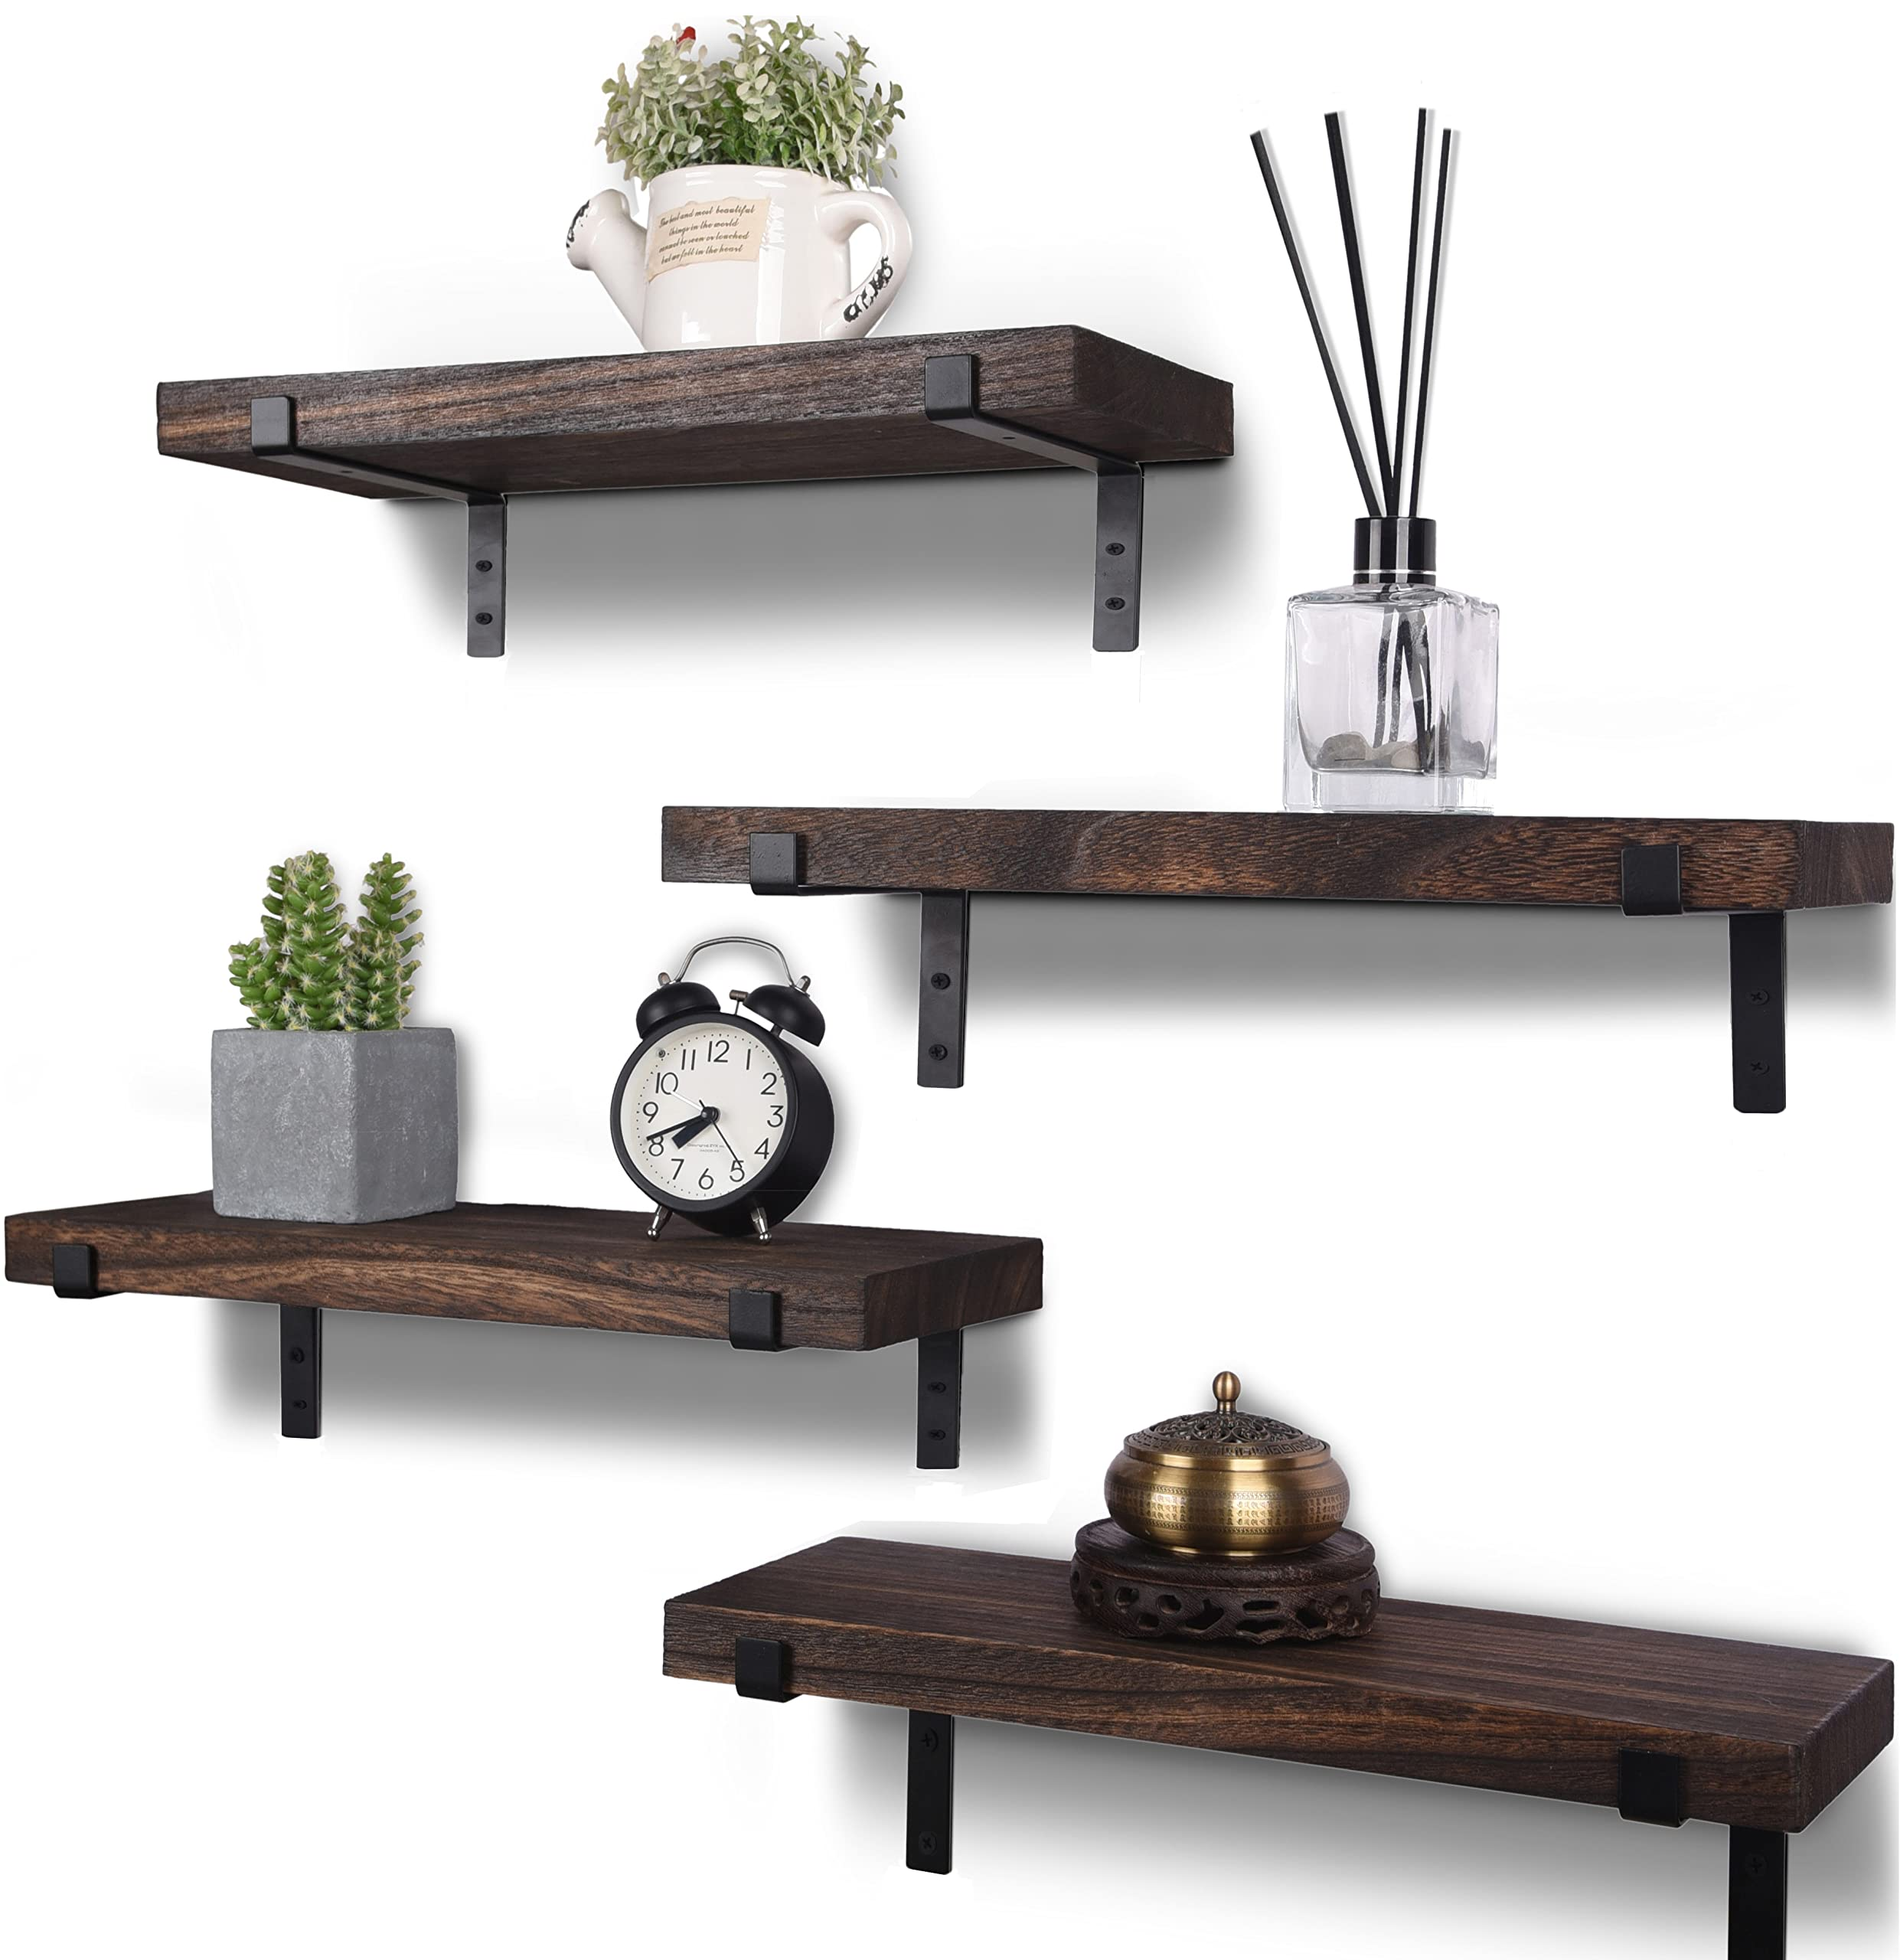 The best and most beautiful
things in the world
cannot be seen or touched
but are felt in the heart
11 12 1
10 2
9 3
8 4
7 6 5